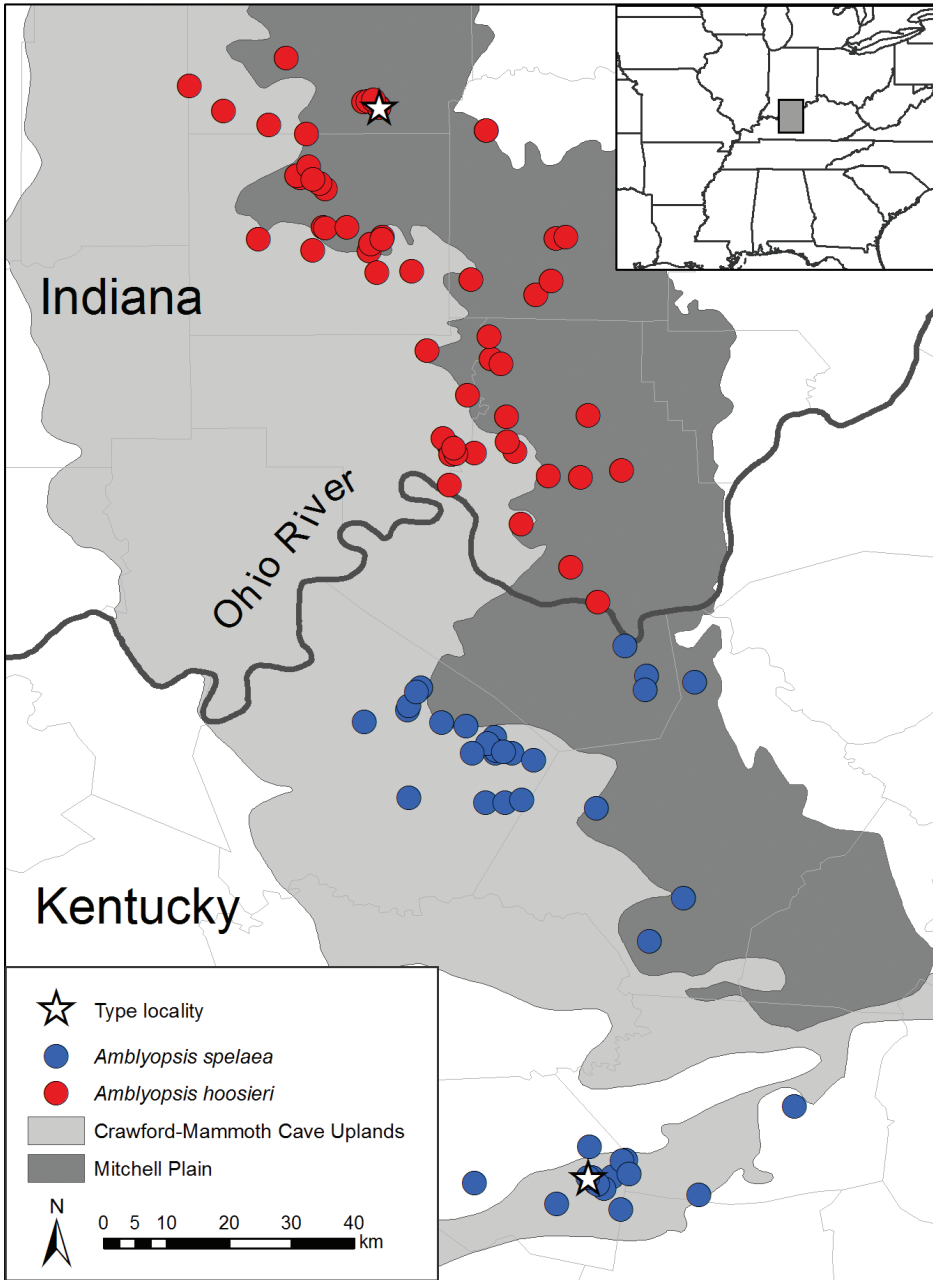 Indiana
Ohio River
Kentucky
Type locality
Amblyopsis spelaea
Amblyopsis hoosieri
Crawford-Mammoth Cave Uplands
Mitchell Plain
N
0 5 10 20 30 40
km